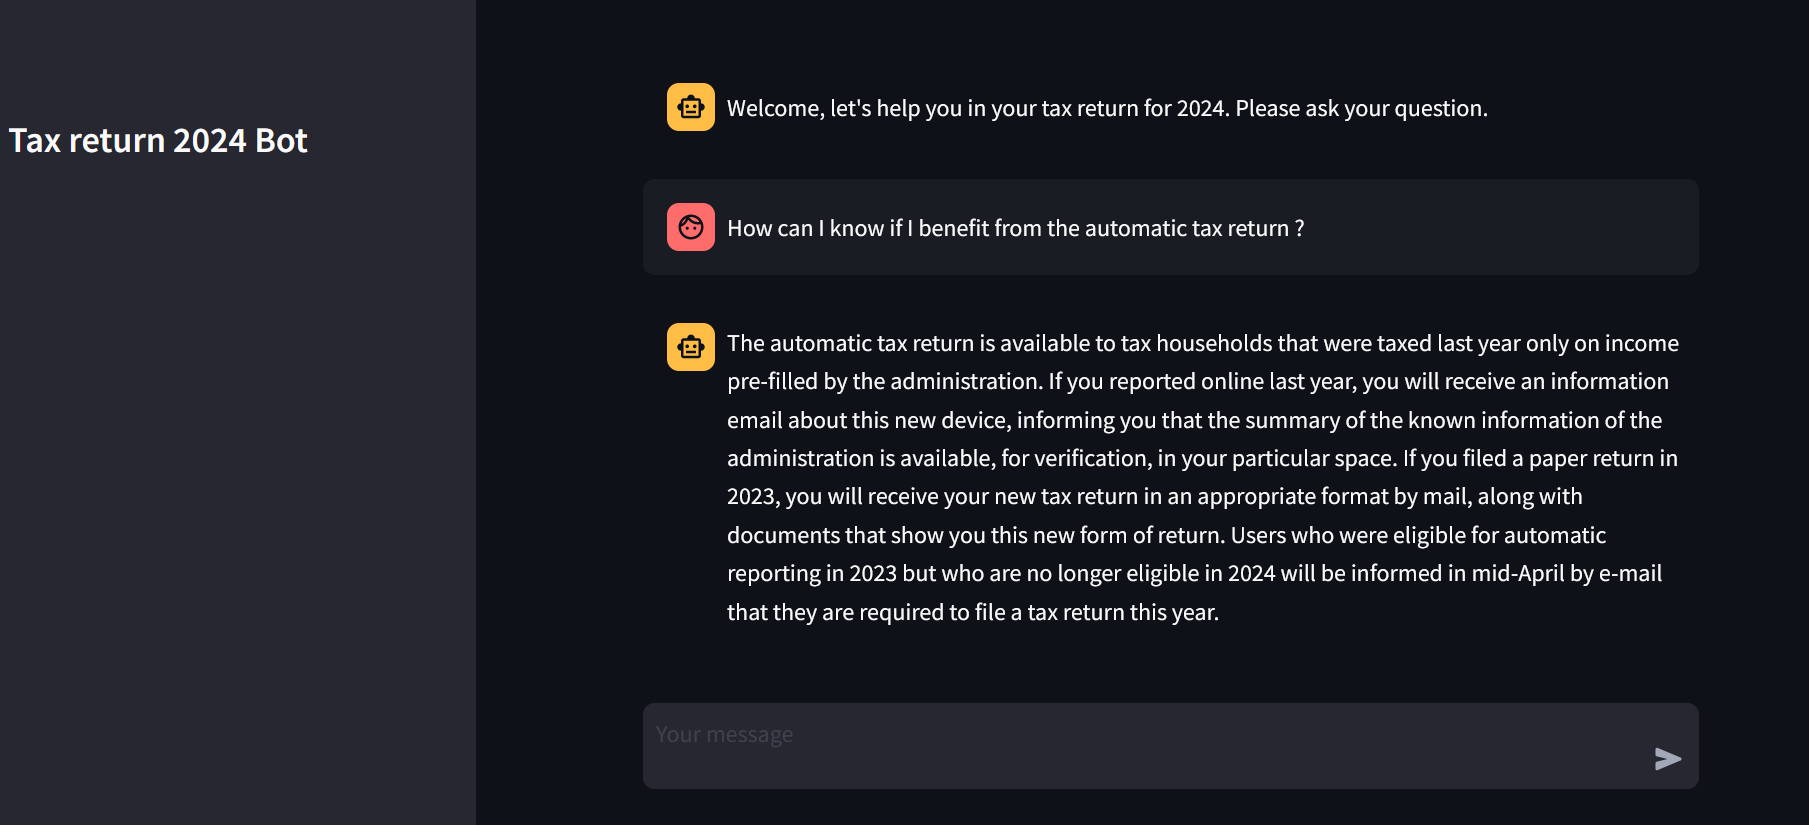 Tax return 2024 Bot
Welcome, let's help you in your tax return for 2024. Please ask your question.
How can I know if I benefit from the automatic tax return ?
The automatic tax return is available to tax households that were taxed last year only on income
pre-filled by the administration. If you reported online last year, you will receive an information
email about this new device, informing you that the summary of the known information of the
administration is available, for verification, in your particular space. If you filed a paper return in
2023, you will receive your new tax return in an appropriate format by mail, along with
documents that show you this new form of return. Users who were eligible for automatic
reporting in 2023 but who are no longer eligible in 2024 will be informed in mid-April by e-mail
that they are required to file a tax return this year.
Your message